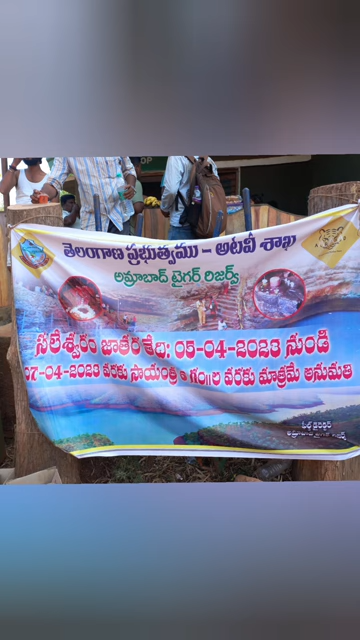 తెలంగాణ ప్రభుత్వము - అటవీ శాఖ
అమ్రాబాద్ టైగర్ రిజర్వ్
సలేశ్వరం జాతర తేది: 05-04-2023 నుండి
07-04-2023 వరకు సాయంత్రి 6 గం॥ల వరకు మాత్రమే అనుమతి